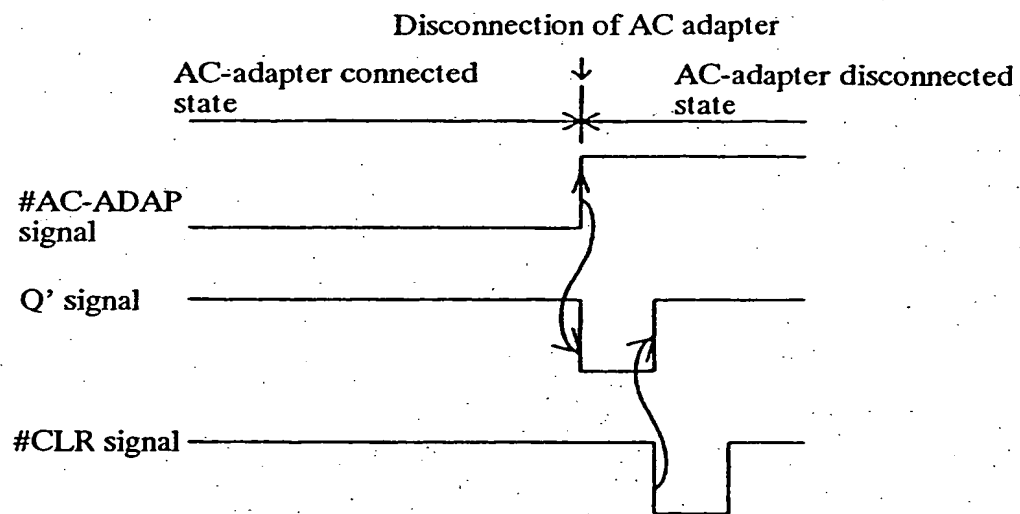 Disconnection of AC adapter
AC-adapter connected
state
AC-adapter disconnected
state
#AC-ADAP
signal
Q' signal
#CLR signal